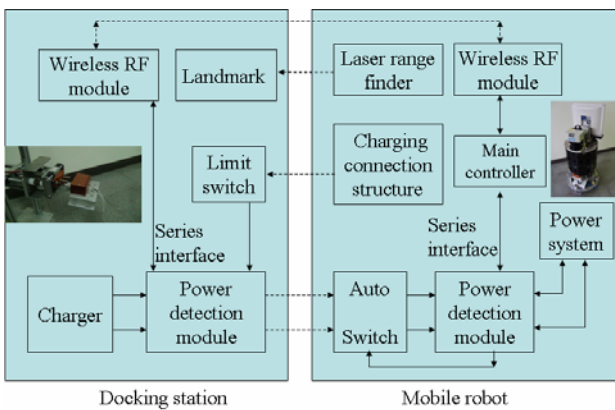 Wireless RF
module
Landmark
Limit
switch
Series
interface
Charger
Power
detection
module
Docking station
Laser range
finder
Wireless RF
module
Charging
connection
structure
Main
controller
Series
interface
Power
system
Auto
Switch
Power
detection
module
Mobile robot